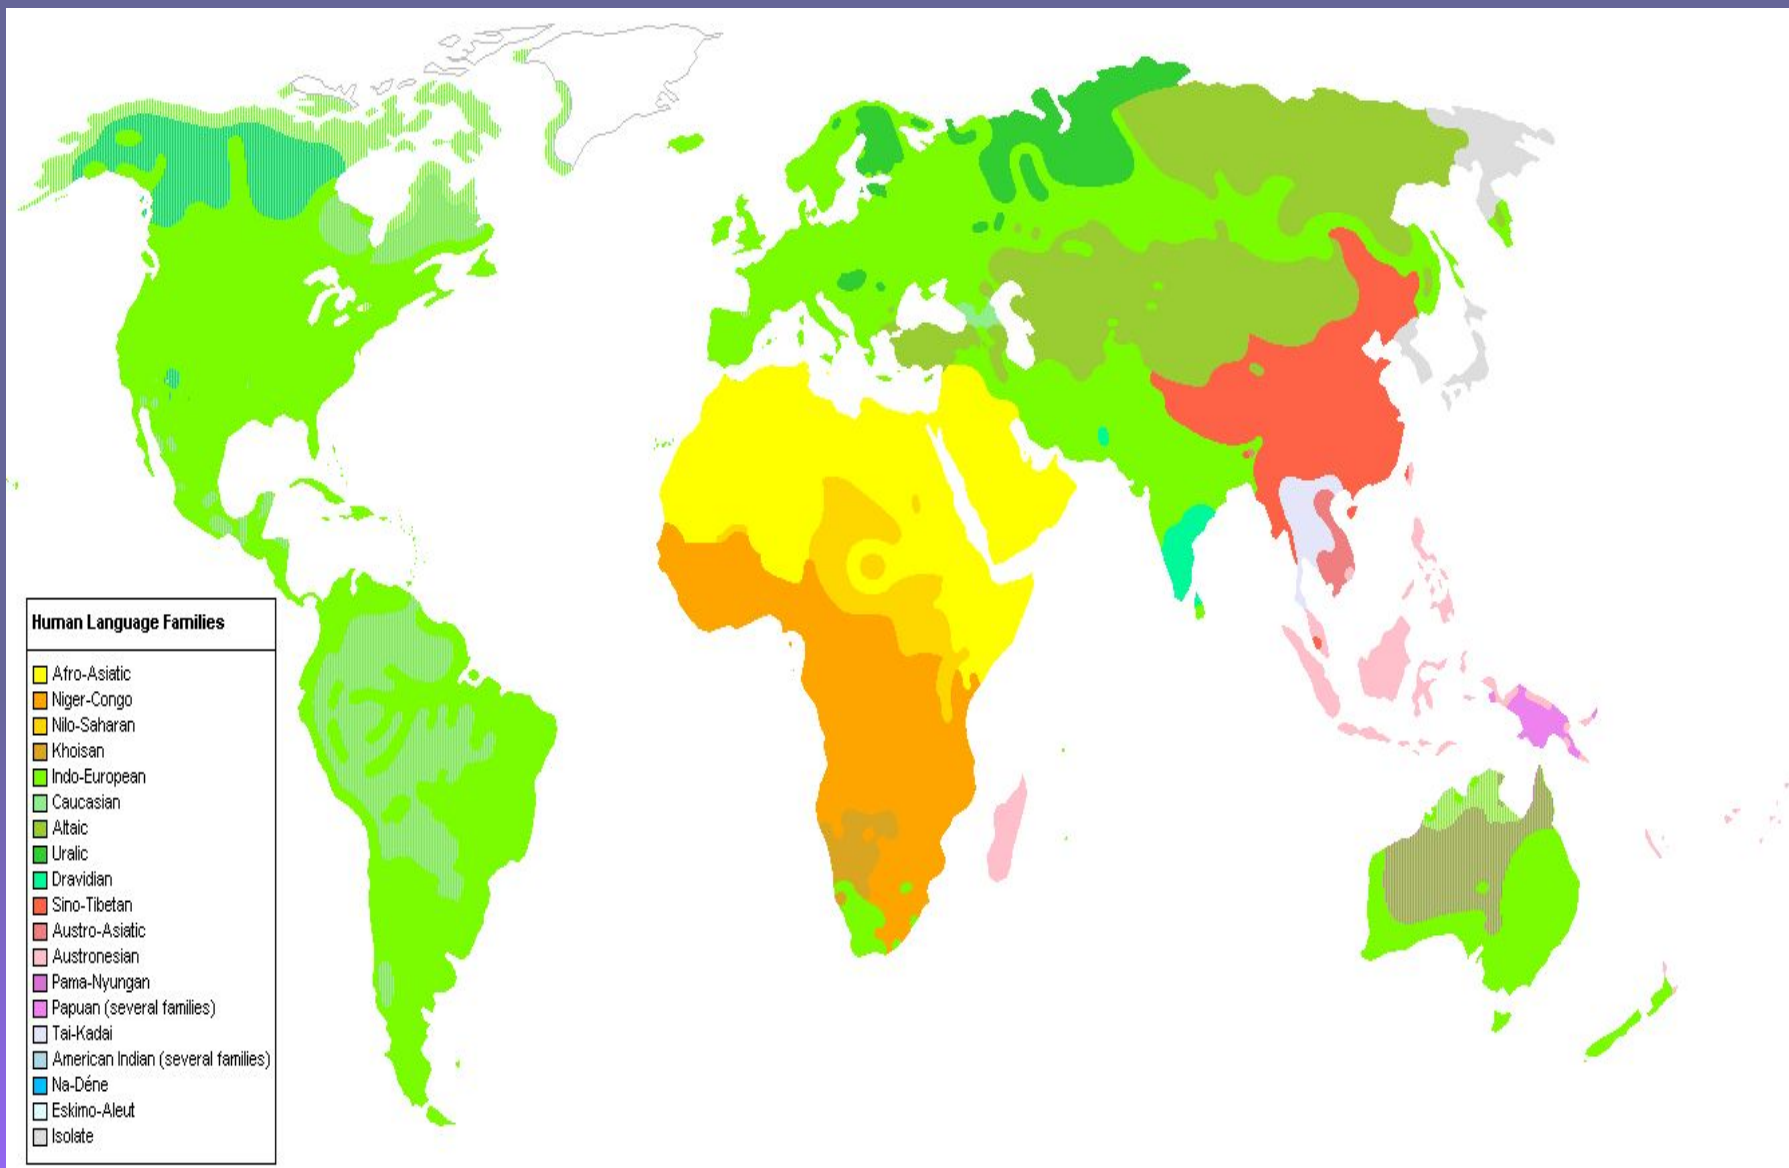 Human Language Families
Afro-Asiatic
Niger-Congo
Nilo-Saharan
Khoisan
Indo-European
Caucasian
Altaic
Uralic
Dravidian
Sino-Tibetan
Austro-Asiatic
Austronesian
Pama-Nyungan
Papuan (several families)
Tai-Kadai
American Indian (several families)
Na-Déne
Eskimo-Aleut
Isolate